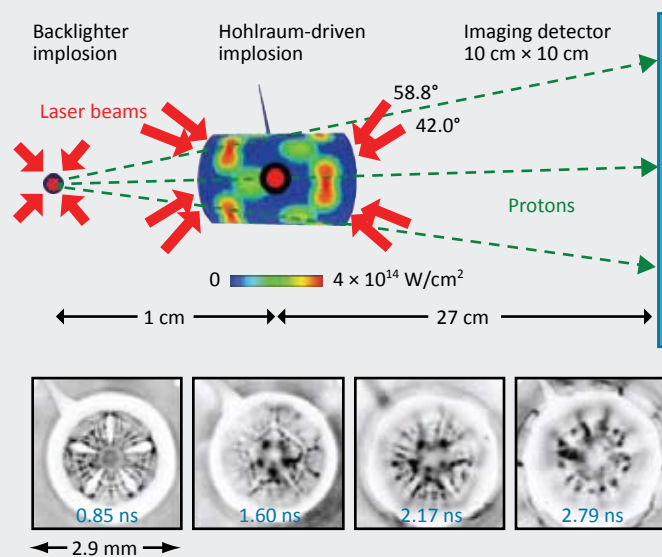 Backlighter
implosion
Hohlraum-driven
implosion
Imaging detector
10 cm × 10 cm
Laser beams
58.8°
42.0°
Protons
0
4 × 10¹⁴ W/cm²
1 cm
27 cm
0.85 ns
1.60 ns
2.17 ns
2.79 ns
2.9 mm